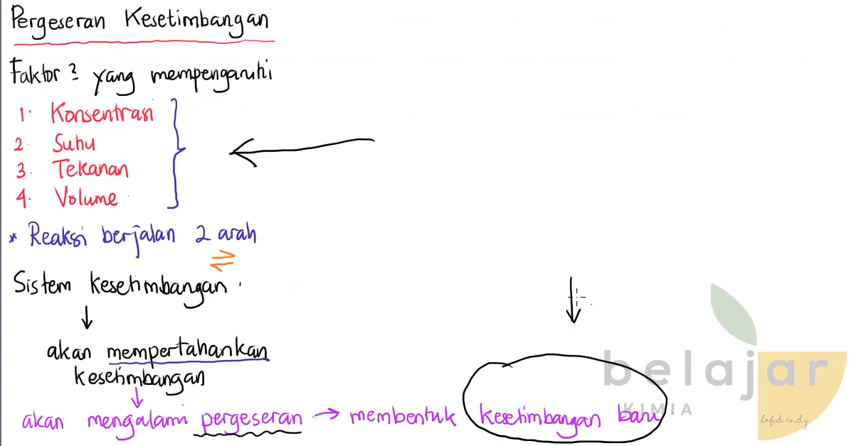 Pergeseran Kesetimbangan
Faktor² yang mempengaruhi
1. Konsentrasi
2. Suhu
3. Tekanan
4. Volume
* Reaksi berjalan 2 arah
⇌
Sistem kesetimbangan
↓
akan mempertahankan
kesetimbangan
↓
akan mengalami pergeseran → membentuk kesetimbangan baru
belajar
KIMIA